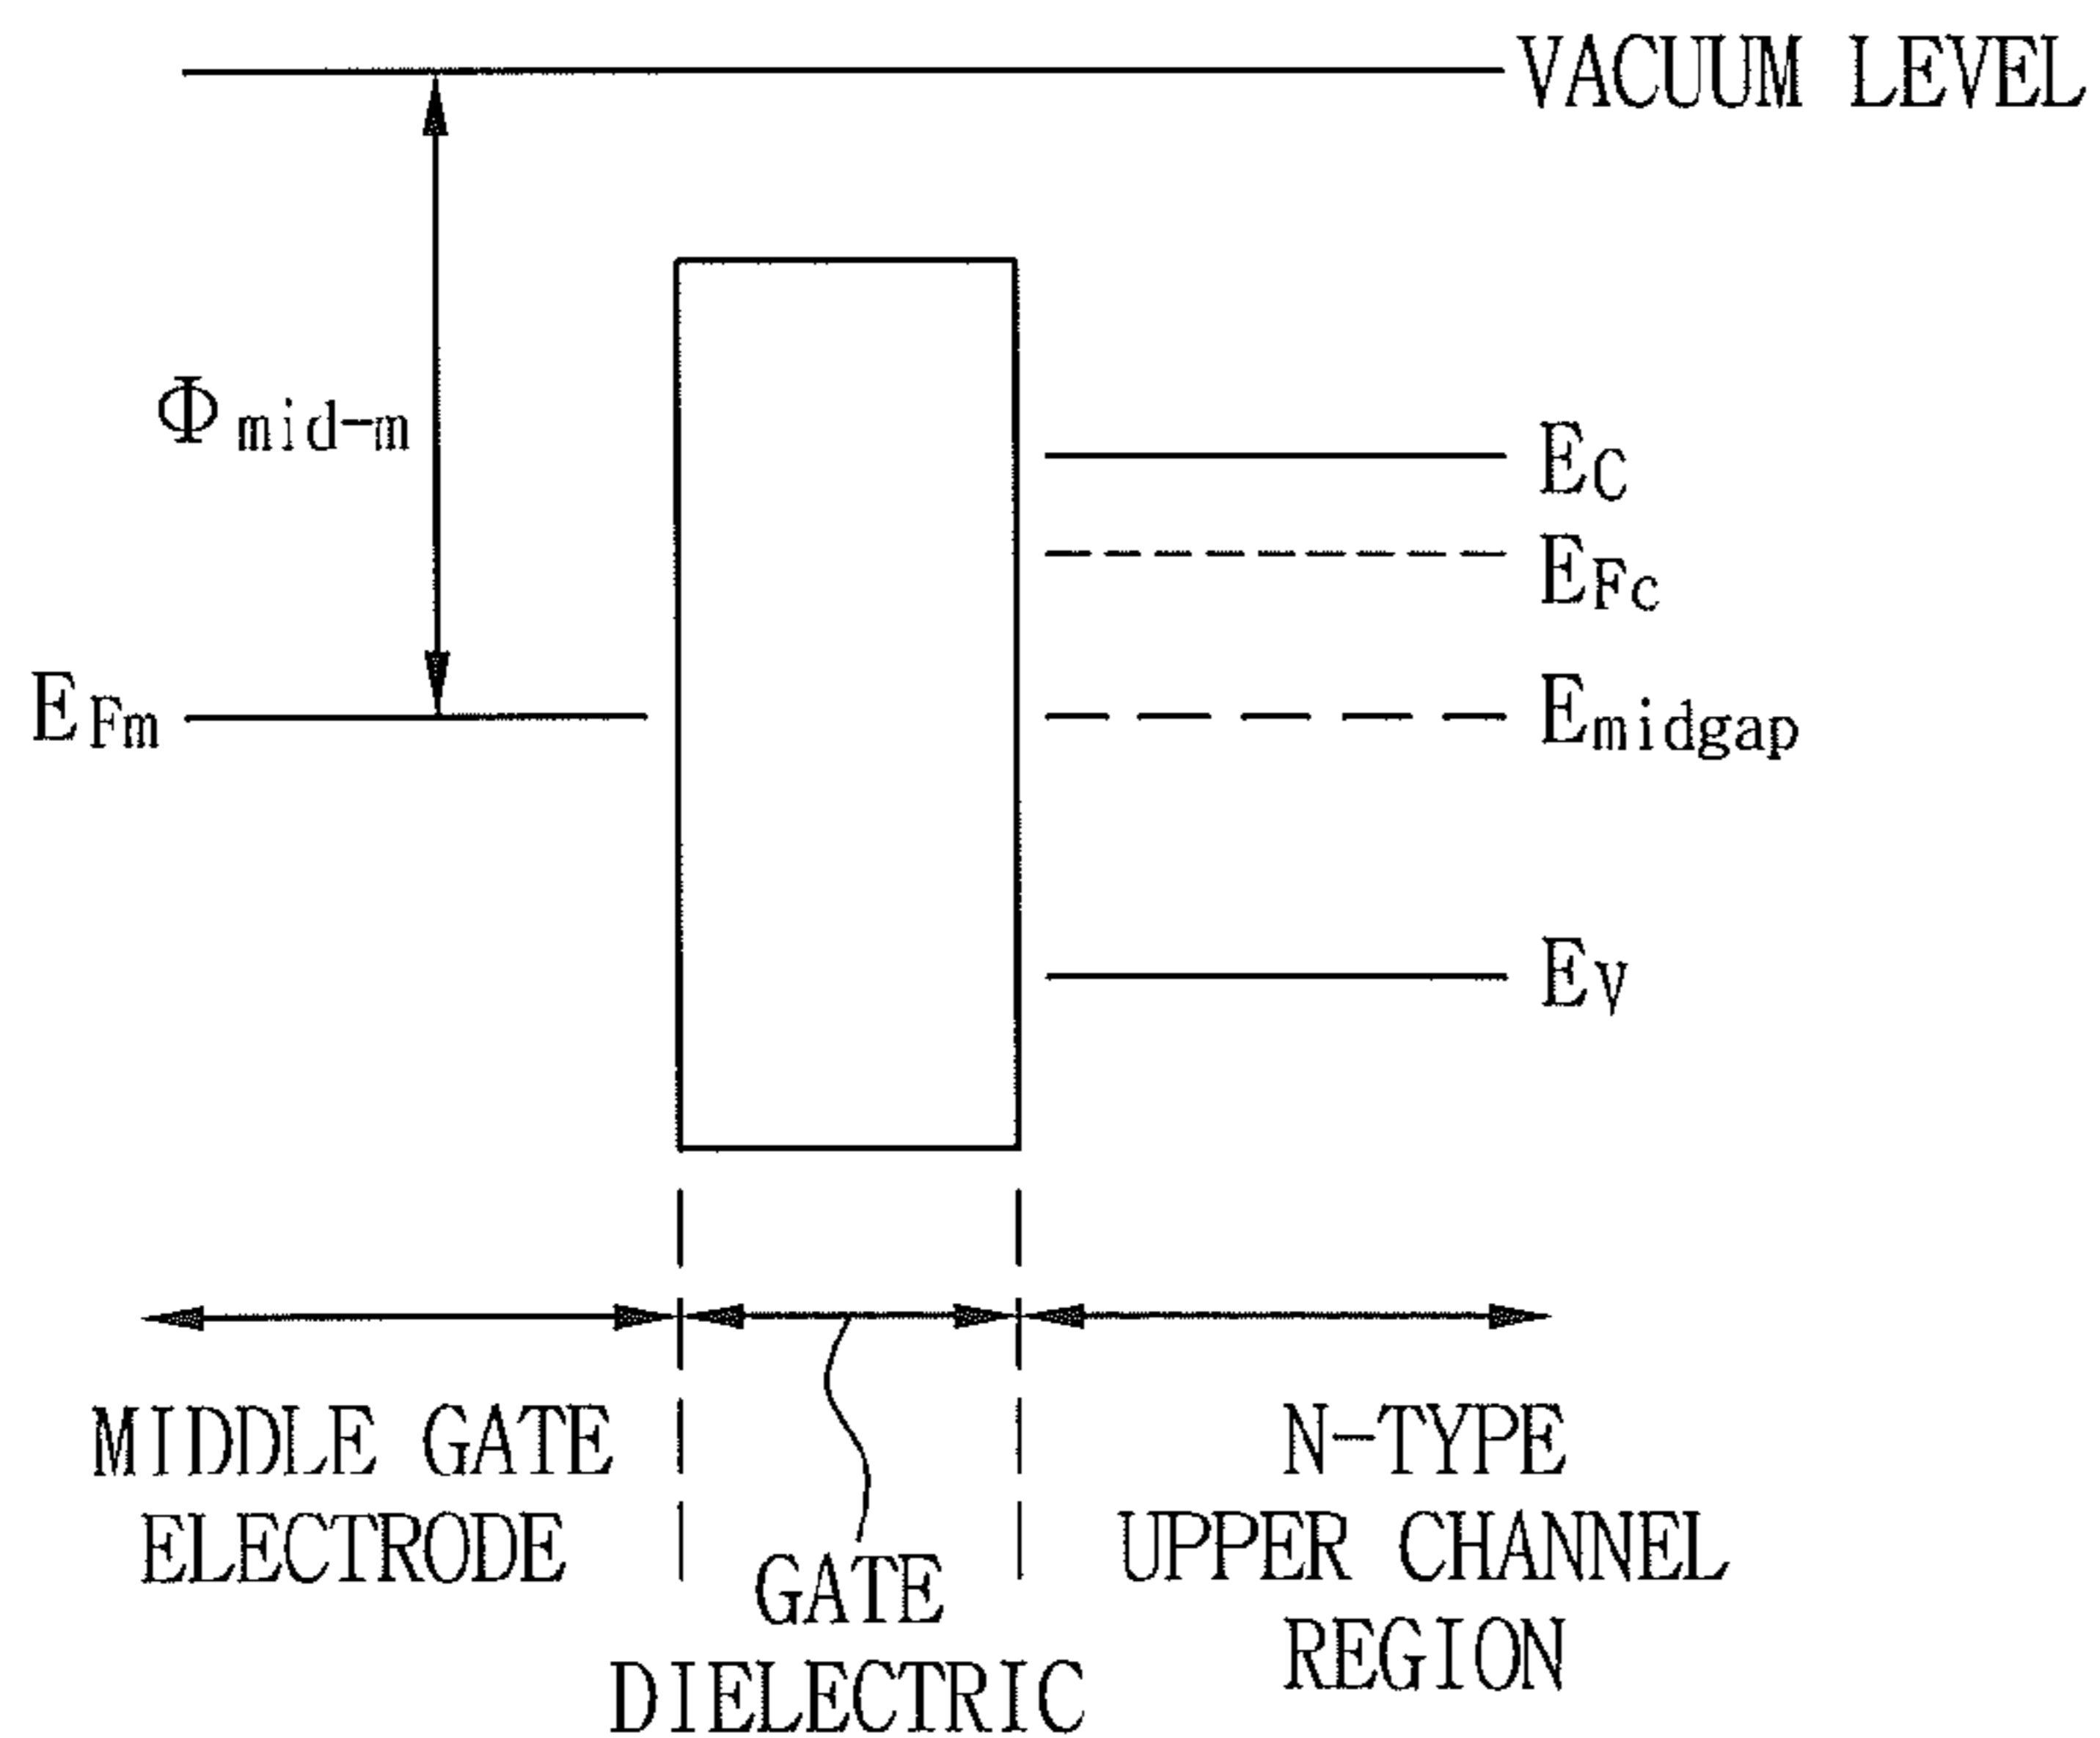 VACUUM LEVEL
Φmid-m
EC
EFc
EFm
Emidgap
EV
MIDDLE GATE
ELECTRODE
GATE
DIELECTRIC
N-TYPE
UPPER CHANNEL
REGION